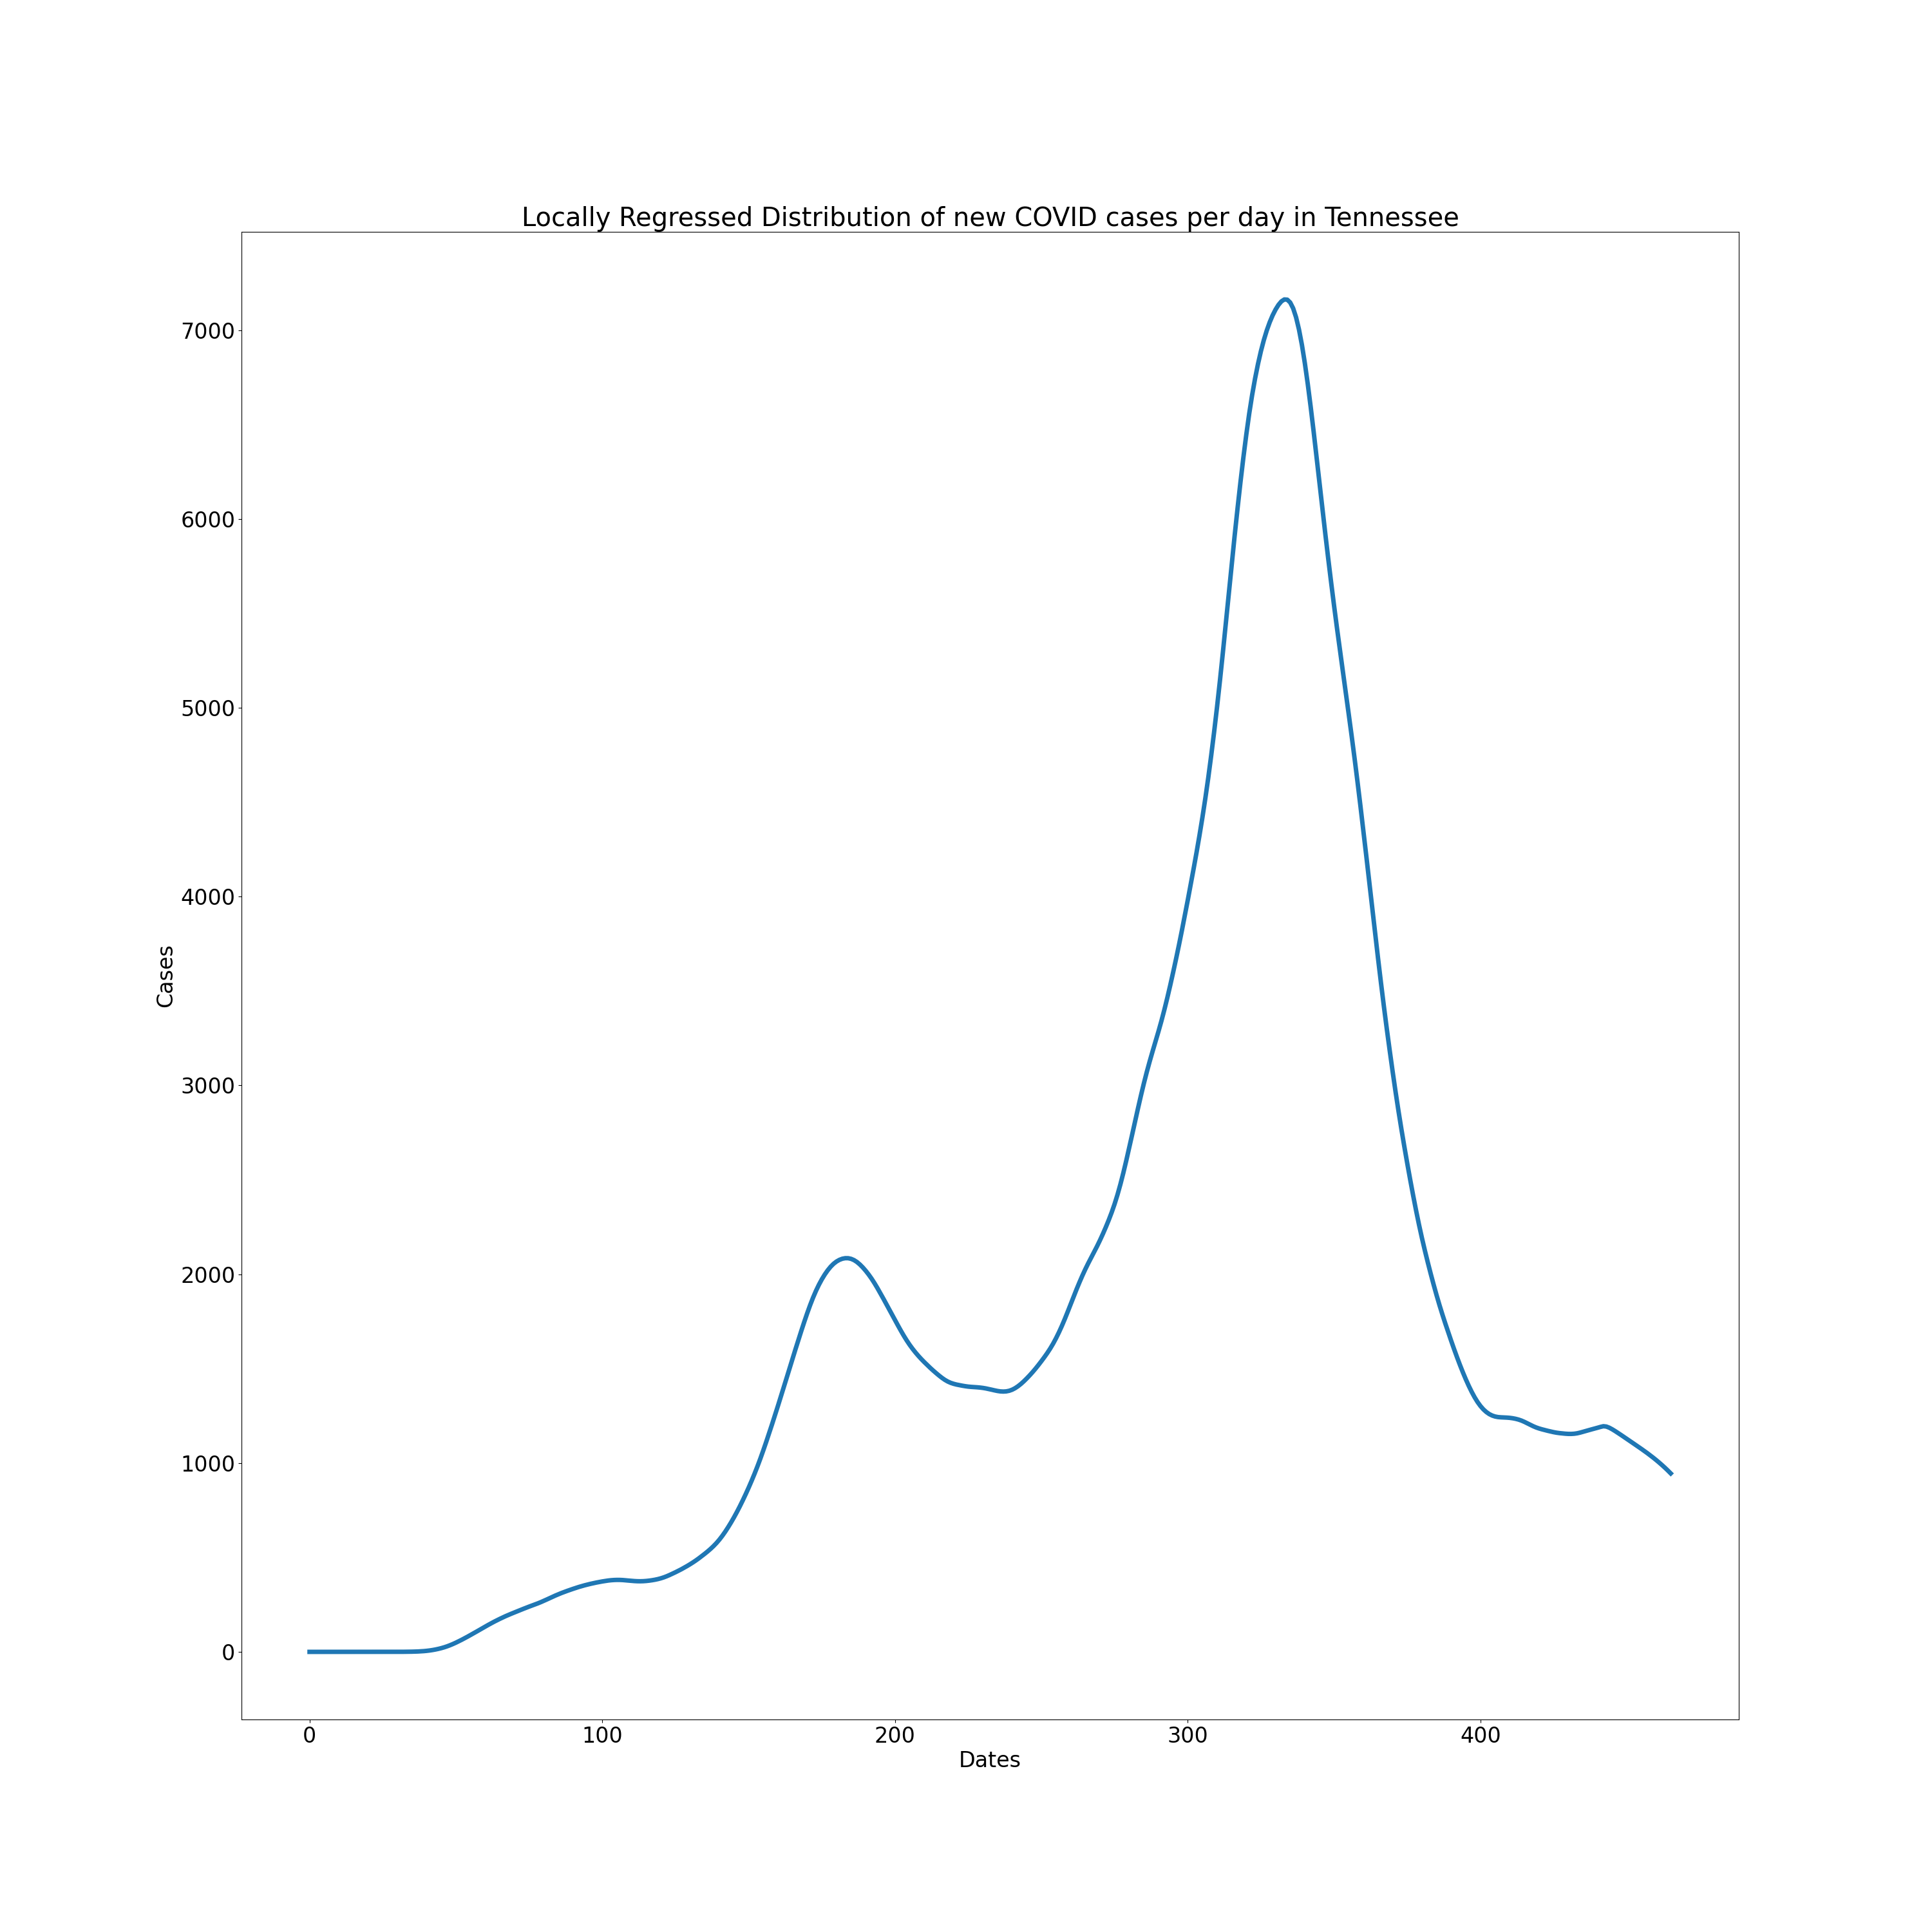 Locally Regressed Distribution of new COVID cases per day in Tennessee
7000
6000
5000
4000
3000
2000
1000
0
Cases
0 100 200 300 400
Dates